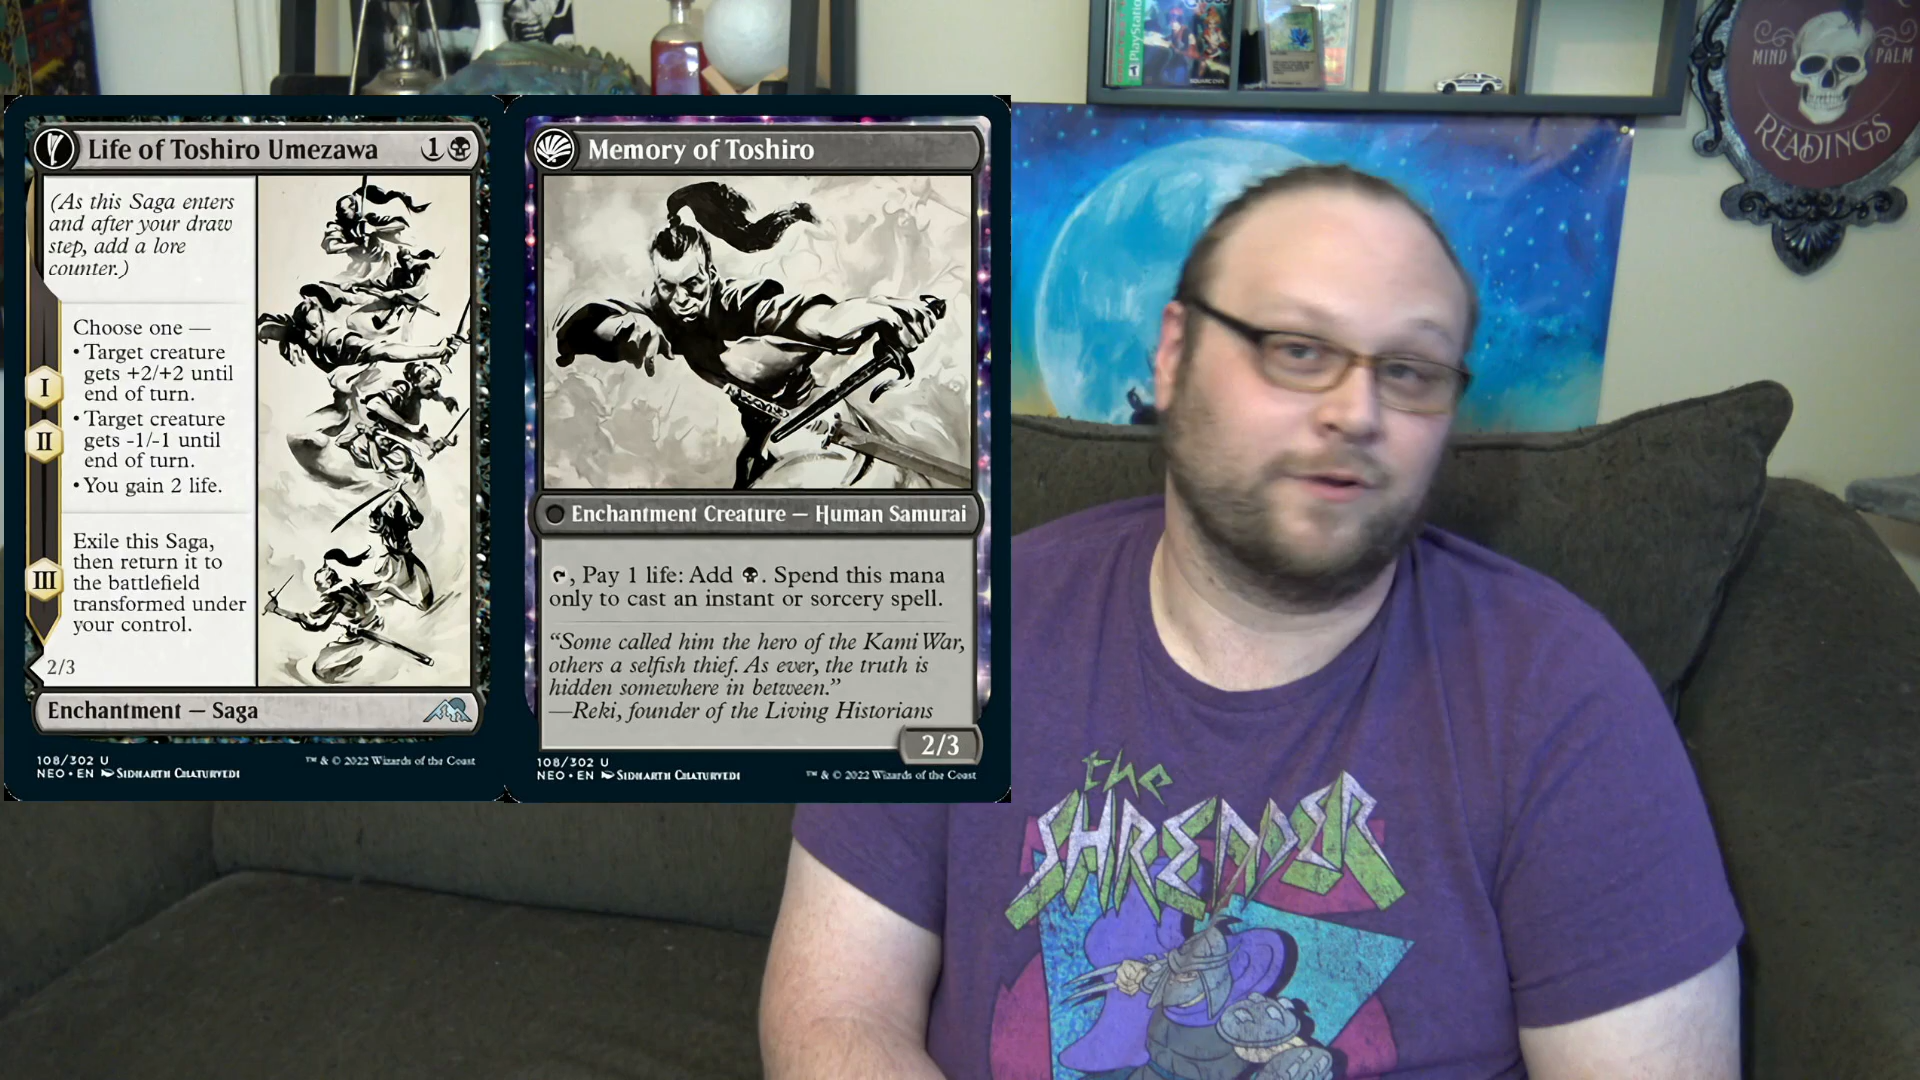 Life of Toshiro Umezawa
1
(As this Saga enters
and after your draw
step, add a lore
counter.)
I
II
Choose one —
• Target creature
gets +2/+2 until
end of turn.
• Target creature
gets -1/-1 until
end of turn.
• You gain 2 life.
III
Exile this Saga,
then return it to
the battlefield
transformed under
your control.
2/3
Enchantment — Saga
108/302 U
NEO • EN SIDHARTH CHATURVEDI
™ & © 2022 Wizards of the Coast
Memory of Toshiro
Enchantment Creature — Human Samurai
, Pay 1 life: Add . Spend this mana
only to cast an instant or sorcery spell.
“Some called him the hero of the Kami War,
others a selfish thief. As ever, the truth is
hidden somewhere in between.”
—Reki, founder of the Living Historians
2/3
108/302 U
NEO • EN SIDHARTH CHATURVEDI
™ & © 2022 Wizards of the Coast
PlayStation
SQUARE ENIX
MIND PALM
READINGS
the
SHREDDER